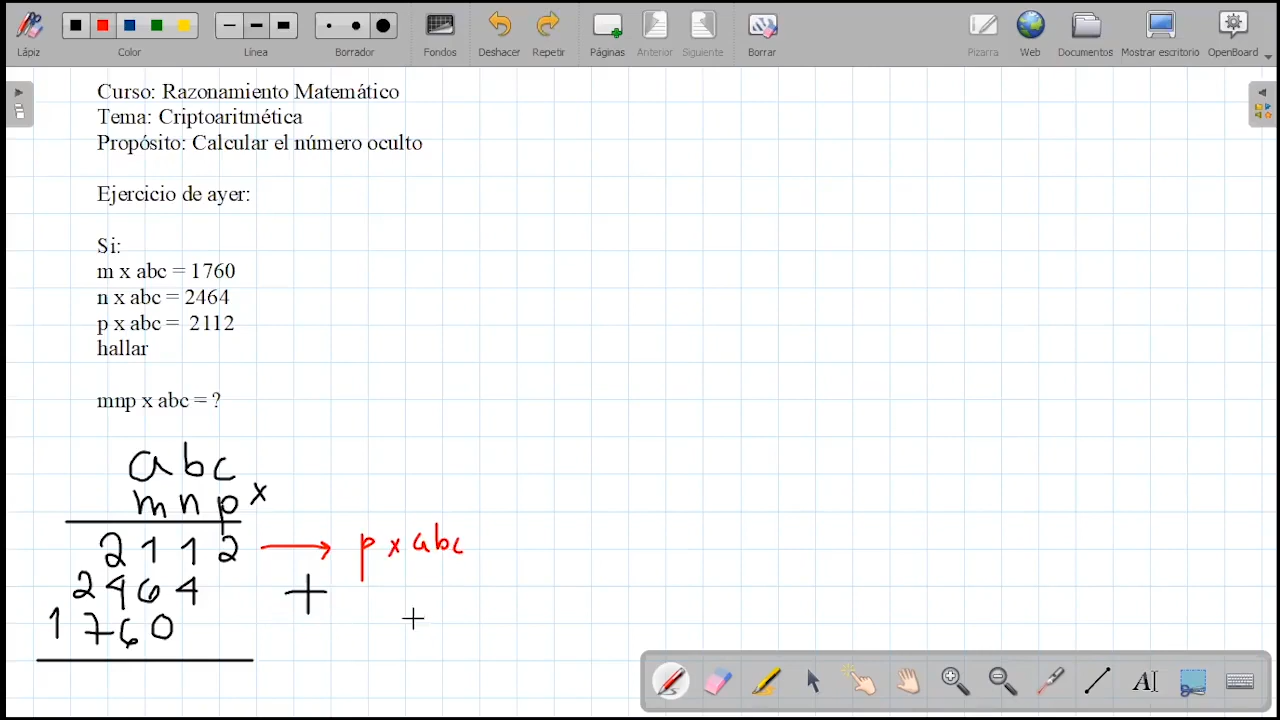 Lápiz Color Línea Borrador Fondos Deshacer Repetir Páginas Anterior Siguiente Borrar Pizarra Web Documentos Mostrar escritorio OpenBoard
Curso: Razonamiento Matemático
Tema: Criptoaritmética
Propósito: Calcular el número oculto
Ejercicio de ayer:
Si:
m x abc = 1760
n x abc = 2464
p x abc = 2112
hallar
mnp x abc = ?
abc
mnp x
2112 → p x abc
2464 +
1760